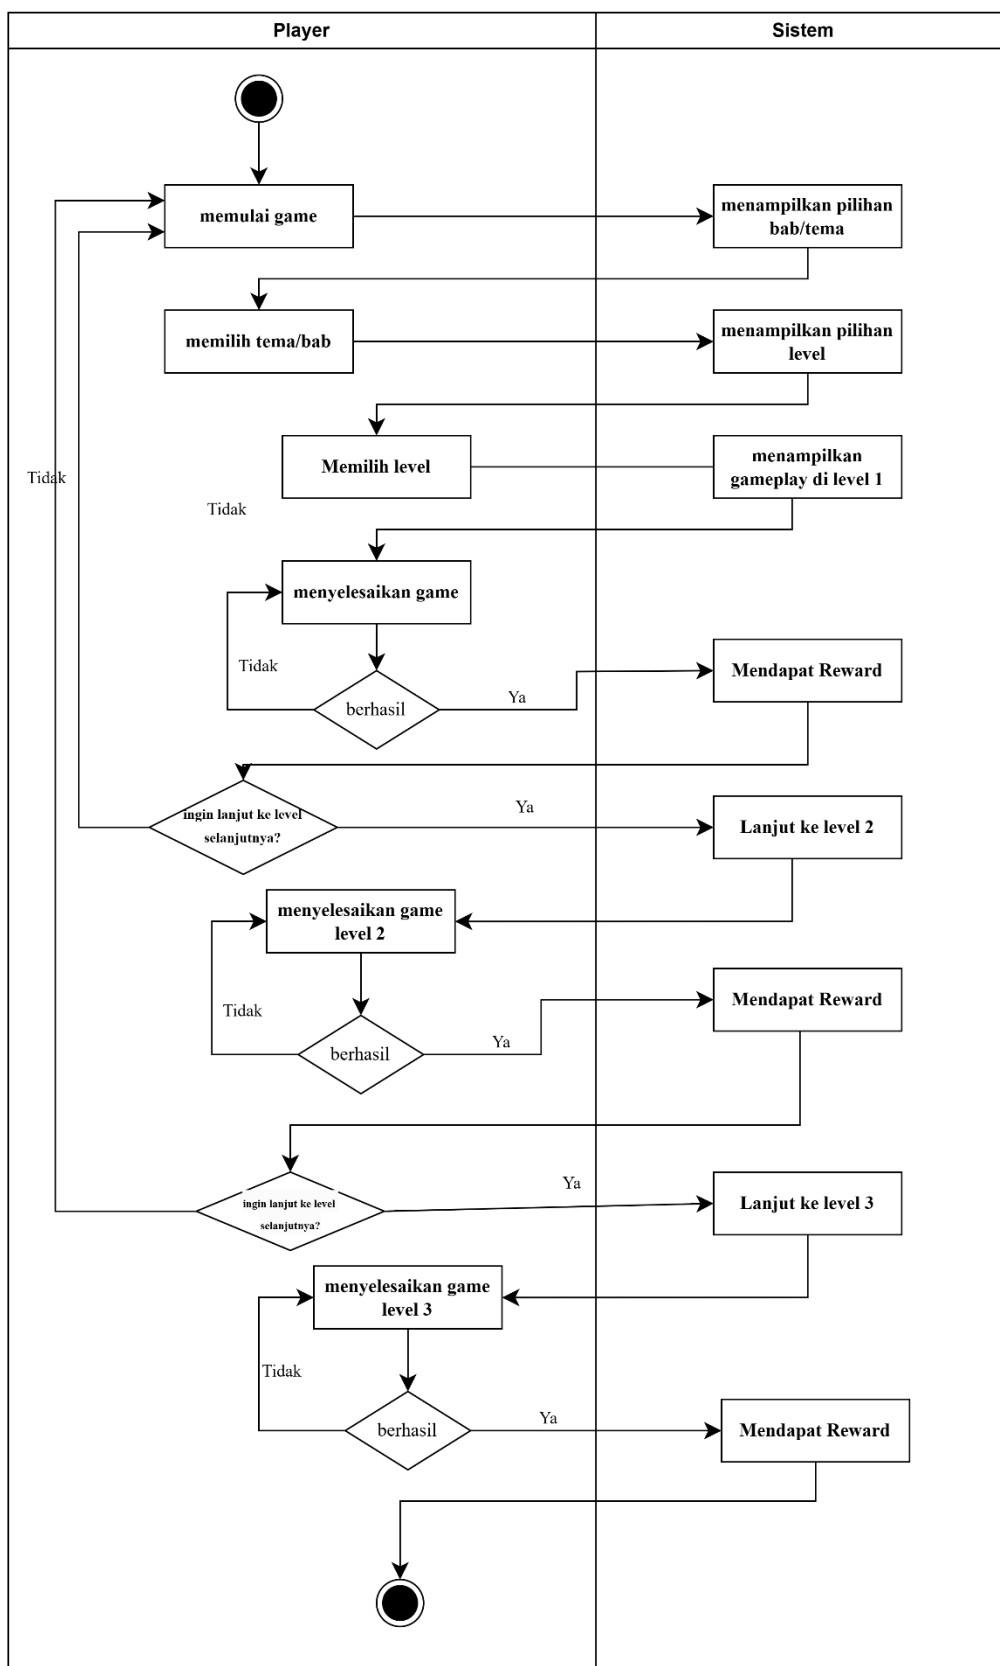 Player
Sistem
memulai game
menampilkan pilihan
bab/tema
memilih tema/bab
menampilkan pilihan
level
Memilih level
menampilkan
gameplay di level 1
Tidak
Tidak
menyelesaikan game
Tidak
berhasil
Ya
Mendapat Reward
ingin lanjut ke level
selanjutnya?
Ya
Lanjut ke level 2
menyelesaikan game
level 2
Tidak
berhasil
Ya
Mendapat Reward
ingin lanjut ke level
selanjutnya?
Ya
Lanjut ke level 3
menyelesaikan game
level 3
Tidak
berhasil
Ya
Mendapat Reward